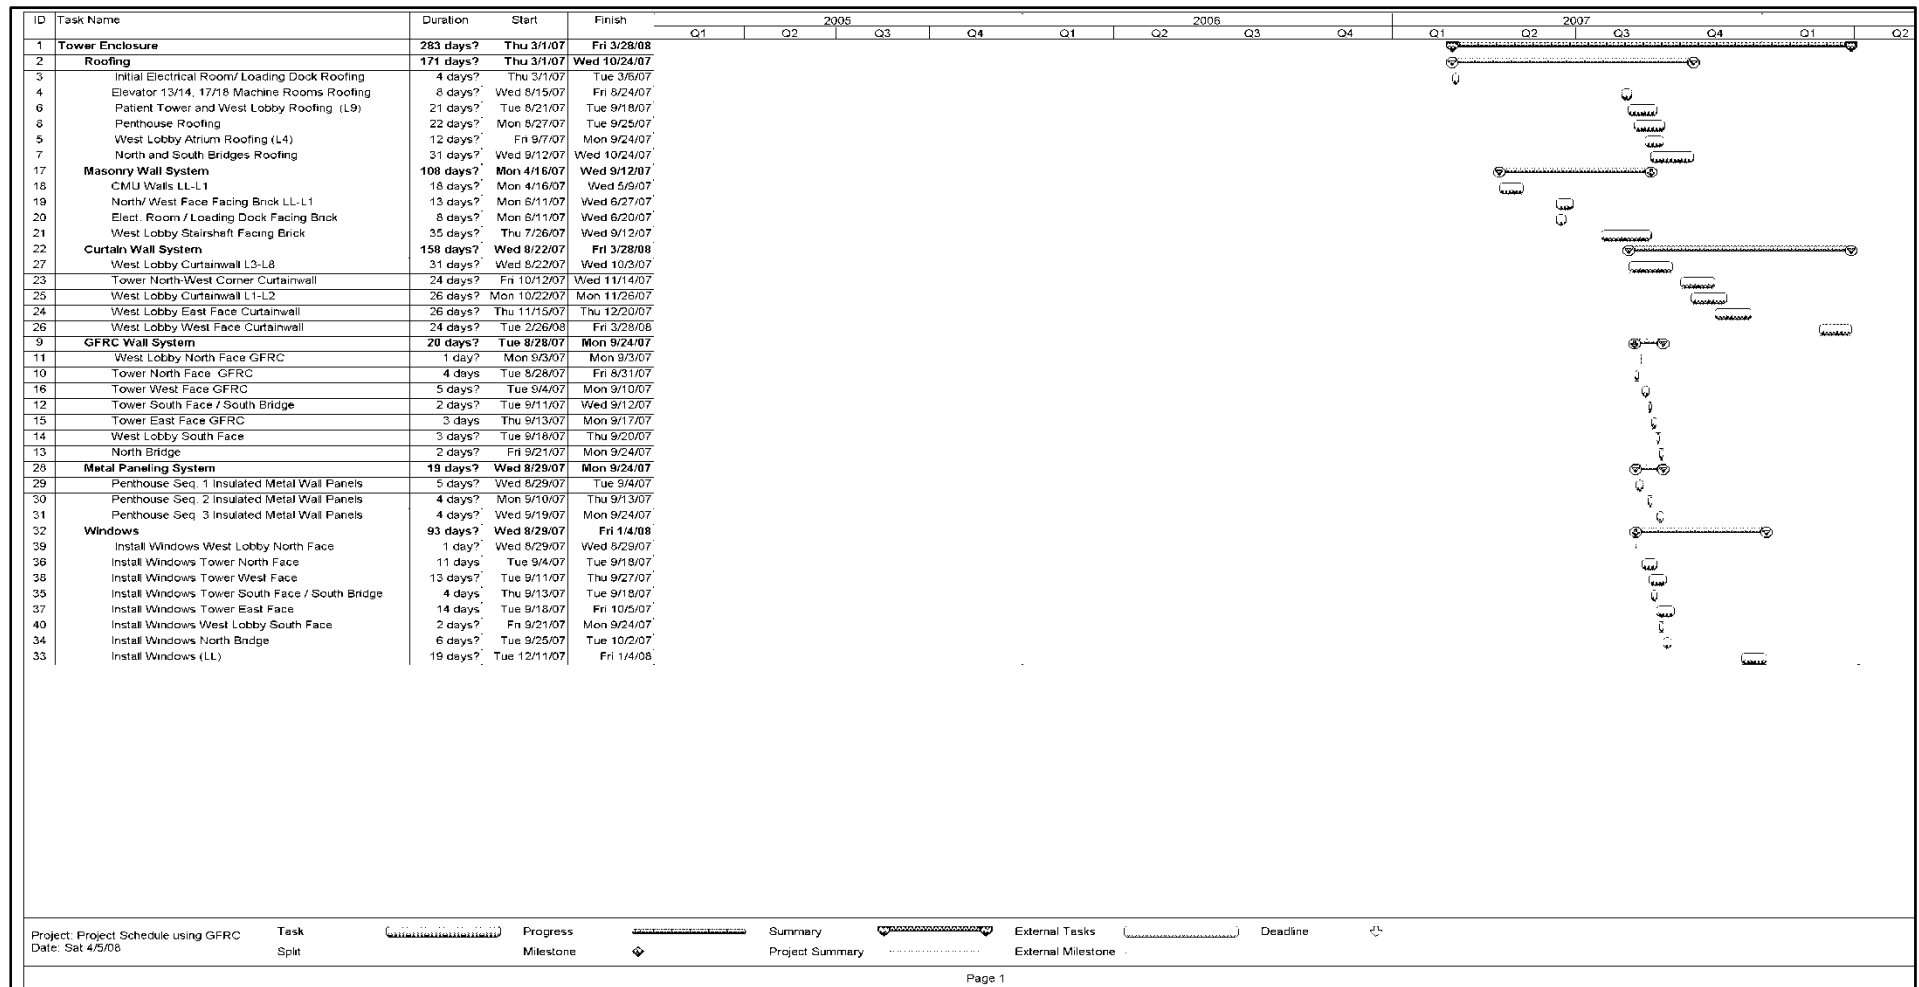 ID Task Name Duration Start Finish 2005 2006 2007
Q1 Q2 Q3 Q4 Q1 Q2 Q3 Q4 Q1 Q2 Q3 Q4 Q1 Q2
1 Tower Enclosure 283 days? Thu 3/1/07 Fri 3/28/08
2 Roofing 171 days? Thu 3/1/07 Wed 10/24/07
3 Initial Electrical Room/ Loading Dock Roofing 4 days? Thu 3/1/07 Tue 3/6/07
4 Elevator 13/14, 17/18 Machine Rooms Roofing 8 days? Wed 8/15/07 Fri 8/24/07
6 Patient Tower and West Lobby Roofing (L9) 21 days? Tue 8/21/07 Tue 9/18/07
8 Penthouse Roofing 22 days? Mon 8/27/07 Tue 9/25/07
5 West Lobby Atrium Roofing (L4) 12 days? Fri 9/7/07 Mon 9/24/07
7 North and South Bridges Roofing 31 days? Wed 9/12/07 Wed 10/24/07
17 Masonry Wall System 108 days? Mon 4/16/07 Wed 9/12/07
18 CMU Walls LL-L1 18 days? Mon 4/16/07 Wed 5/9/07
19 North/ West Face Facing Brick LL-L1 13 days? Mon 6/11/07 Wed 6/27/07
20 Elect. Room / Loading Dock Facing Brick 8 days? Mon 6/11/07 Wed 6/20/07
21 West Lobby Stairshaft Facing Brick 35 days? Thu 7/26/07 Wed 9/12/07
22 Curtain Wall System 158 days? Wed 8/22/07 Fri 3/28/08
27 West Lobby Curtainwall L3-L8 31 days? Wed 8/22/07 Wed 10/3/07
23 Tower North-West Corner Curtainwall 24 days? Fri 10/12/07 Wed 11/14/07
25 West Lobby Curtainwall L1-L2 26 days? Mon 10/22/07 Mon 11/26/07
24 West Lobby East Face Curtainwall 26 days? Thu 11/15/07 Thu 12/20/07
26 West Lobby West Face Curtainwall 24 days? Tue 2/26/08 Fri 3/28/08
9 GFRC Wall System 20 days? Tue 8/28/07 Mon 9/24/07
11 West Lobby North Face GFRC 1 day? Mon 9/3/07 Mon 9/3/07
10 Tower North Face GFRC 4 days Tue 8/28/07 Fri 8/31/07
16 Tower West Face GFRC 5 days? Tue 9/4/07 Mon 9/10/07
12 Tower South Face / South Bridge 2 days? Tue 9/11/07 Wed 9/12/07
15 Tower East Face GFRC 3 days Thu 9/13/07 Mon 9/17/07
14 West Lobby South Face 3 days? Tue 9/18/07 Thu 9/20/07
13 North Bridge 2 days? Fri 9/21/07 Mon 9/24/07
28 Metal Paneling System 19 days? Wed 8/29/07 Mon 9/24/07
29 Penthouse Seq. 1 Insulated Metal Wall Panels 5 days? Wed 8/29/07 Tue 9/4/07
30 Penthouse Seq. 2 Insulated Metal Wall Panels 4 days? Mon 9/10/07 Thu 9/13/07
31 Penthouse Seq. 3 Insulated Metal Wall Panels 4 days? Wed 9/19/07 Mon 9/24/07
32 Windows 93 days? Wed 8/29/07 Fri 1/4/08
39 Install Windows West Lobby North Face 1 day? Wed 8/29/07 Wed 8/29/07
36 Install Windows Tower North Face 11 days Tue 9/4/07 Tue 9/18/07
38 Install Windows Tower West Face 13 days? Tue 9/11/07 Thu 9/27/07
35 Install Windows Tower South Face / South Bridge 4 days Thu 9/13/07 Tue 9/18/07
37 Install Windows Tower East Face 14 days Tue 9/18/07 Fri 10/5/07
40 Install Windows West Lobby South Face 2 days? Fri 9/21/07 Mon 9/24/07
34 Install Windows North Bridge 6 days? Tue 9/25/07 Tue 10/2/07
33 Install Windows (LL) 19 days? Tue 12/11/07 Fri 1/4/08
Project: Project Schedule using GFRC
Date: Sat 4/5/08
Task Progress Summary External Tasks Deadline
Split Milestone Project Summary External Milestone
Page 1